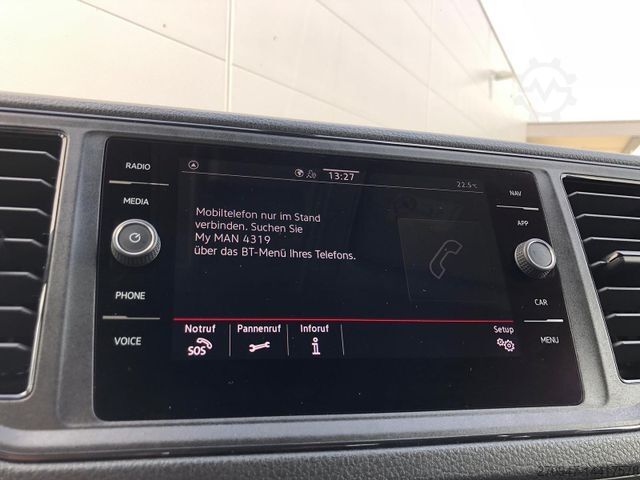 RADIO
MEDIA
PHONE
VOICE
13:27
22.5°C
Mobiltelefon nur im Stand
verbinden. Suchen Sie
My MAN 4319
über das BT-Menü Ihres Telefons.
Notruf
SOS
Pannenruf
Inforuf
Setup
NAV
APP
CAR
MENU